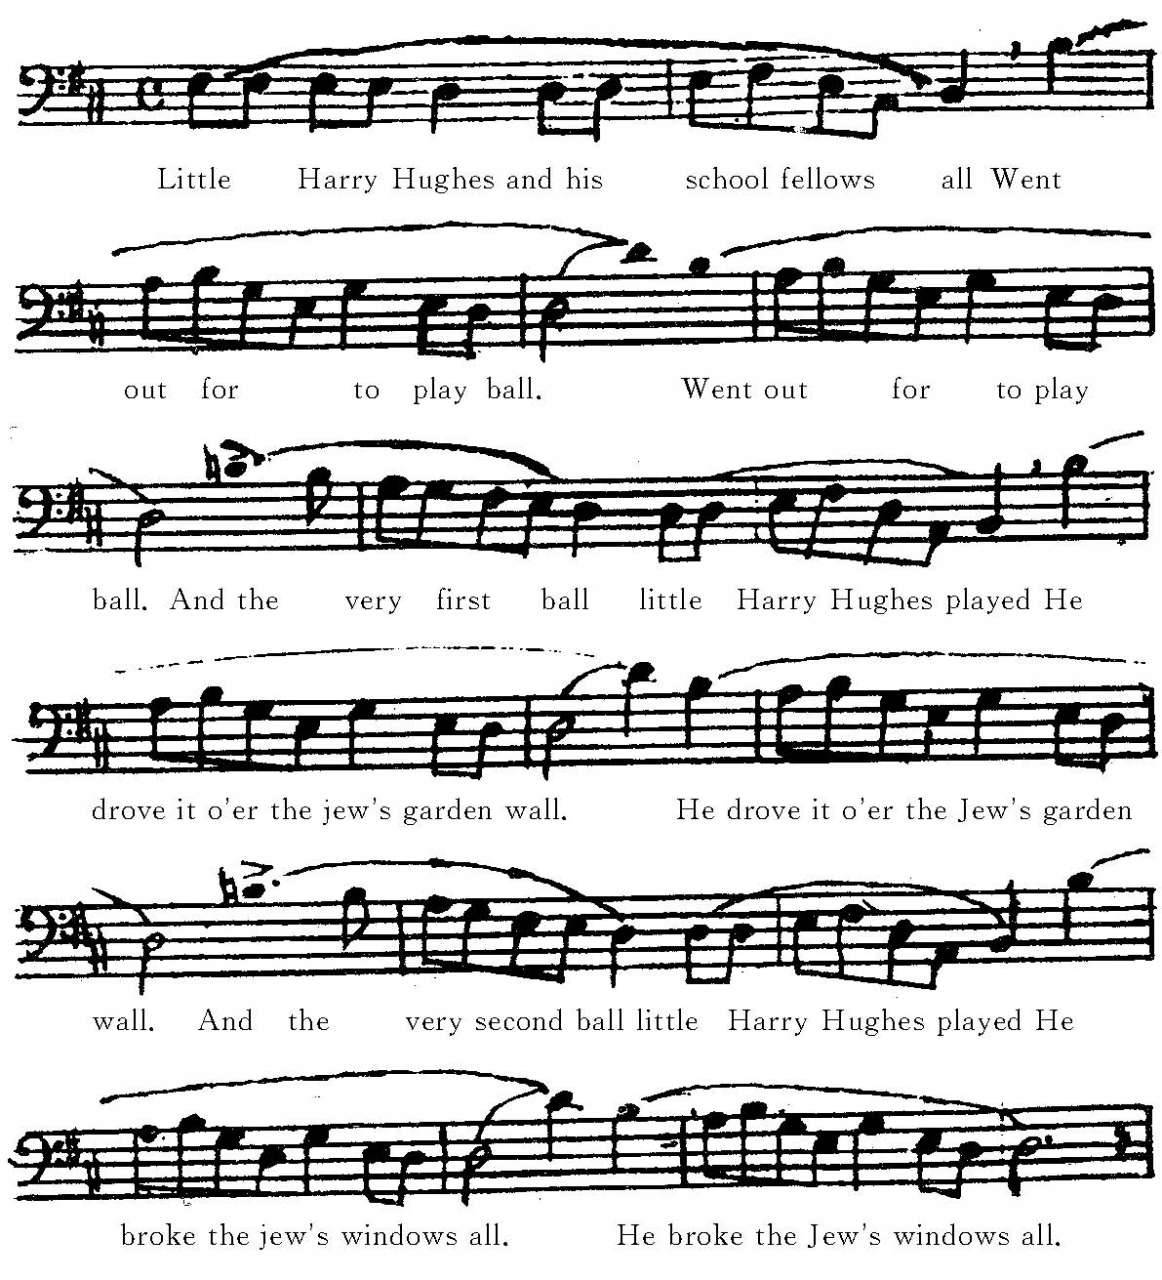 Little Harry Hughes and his school fellows all Went
out for to play ball. Went out for to play
ball. And the very first ball little Harry Hughes played He
drove it o'er the jew's garden wall. He drove it o'er the Jew's garden
wall. And the very second ball little Harry Hughes played He
broke the jew's windows all. He broke the Jew's windows all.